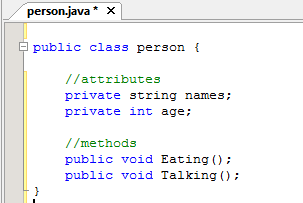 person.java *
public class person {
//attributes
private string names;
private int age;
//methods
public void Eating();
public void Talking();
}